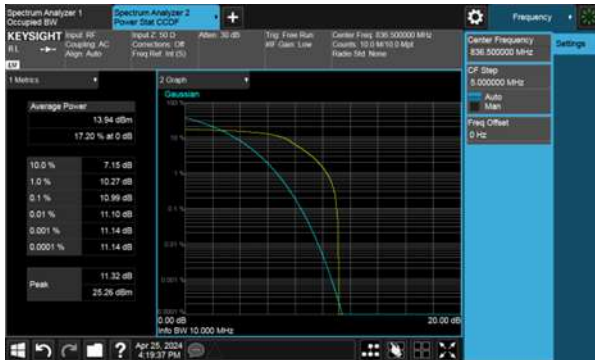 Spectrum Analyzer 1
Occupied BW
Spectrum Analyzer 2
Power Stat CCDF
Frequency
KEYSIGHT
Input: RF
Coupling: AC
Align: Auto
Input Z: 50 Ω
Corrections: Off
Freq Ref: Int (S)
Atten: 30 dB
Trig: Free Run
#IF Gain: Low
Center Freq: 836.500000 MHz
Counts: 10.0 M/10.0 Mpt
Radio Std: None
Center Frequency
836.500000 MHz
Settings
CF Step
5.000000 MHz
Auto
Man
Freq Offset
0 Hz
1 Metrics
2 Graph
Average Power
13.94 dBm
17.20 % at 0 dB
10.0 % 7.15 dB
1.0 % 10.27 dB
0.1 % 10.99 dB
0.01 % 11.10 dB
0.001 % 11.14 dB
0.0001 % 11.14 dB
Peak
11.32 dB
25.26 dBm
Gaussian
100 %
10 %
1 %
0.1 %
0.01 %
0.001 %
0.0001 %
0.00 dB
20.00 dB
Info BW 10.000 MHz
Apr 25, 2024
4:19:37 PM